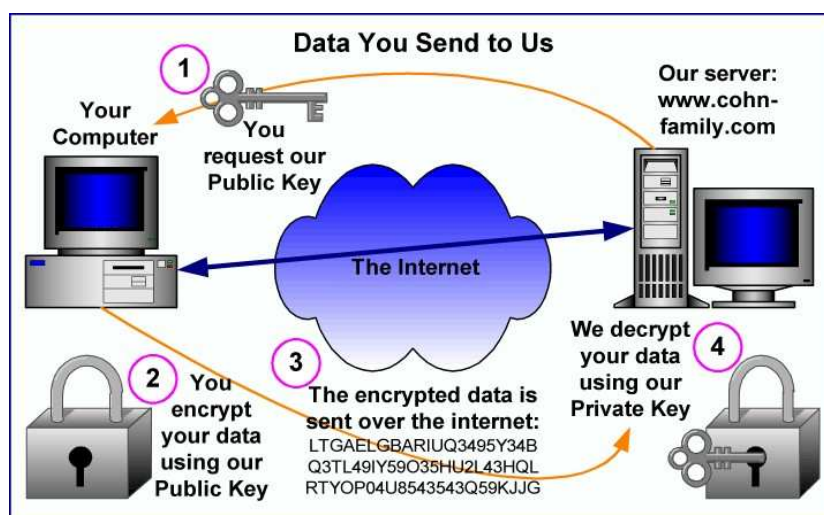 Data You Send to Us
1
Your
Computer
You
request our
Public Key
Our server:
www.cohn-
family.com
The Internet
2
You
encrypt
your data
using our
Public Key
3
The encrypted data is
sent over the internet:
LTGAELGBARIUQ3495Y34B
Q3TL49IY59O35HU2L43HQL
RTYOP04U8543543Q59KJJG
We decrypt
your data
using our
Private Key
4